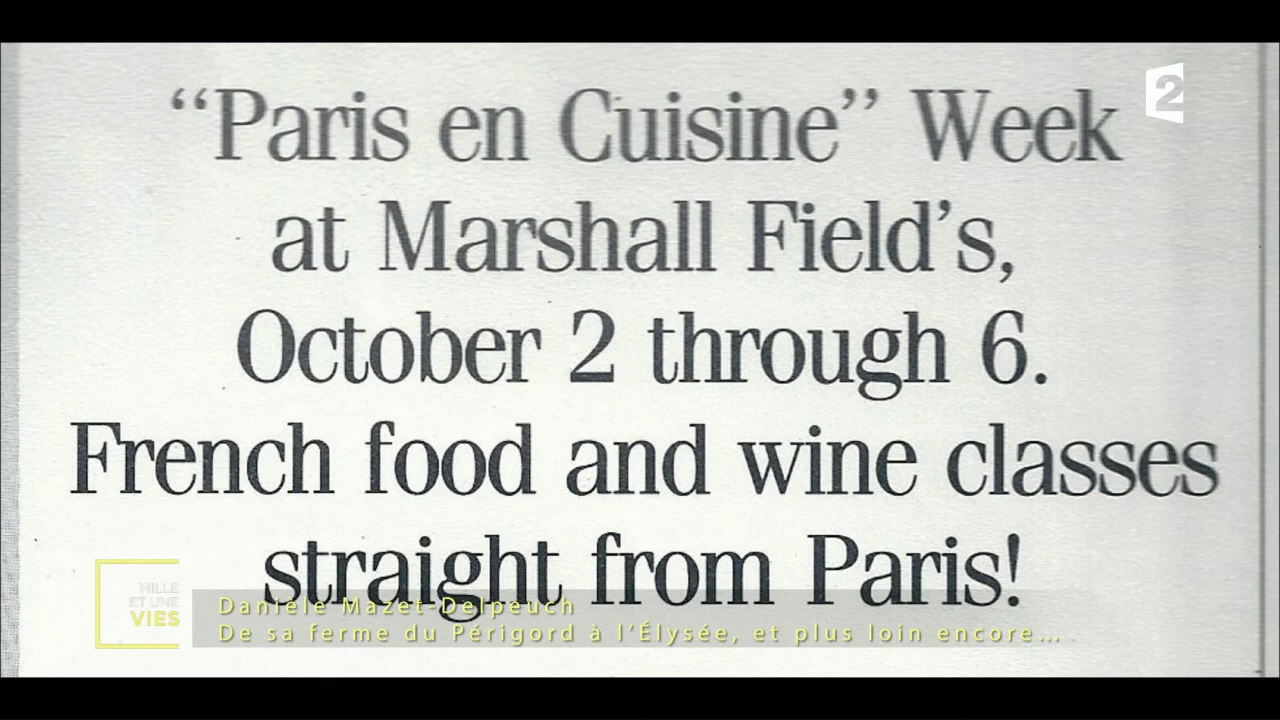 “Paris en Cuisine” Week
at Marshall Field’s,
October 2 through 6.
French food and wine classes
straight from Paris!
2
MILLE
ET UNE
VIES
Danièle Mazet-Delpeuch
De sa ferme du Périgord à l’Élysée, et plus loin encore...